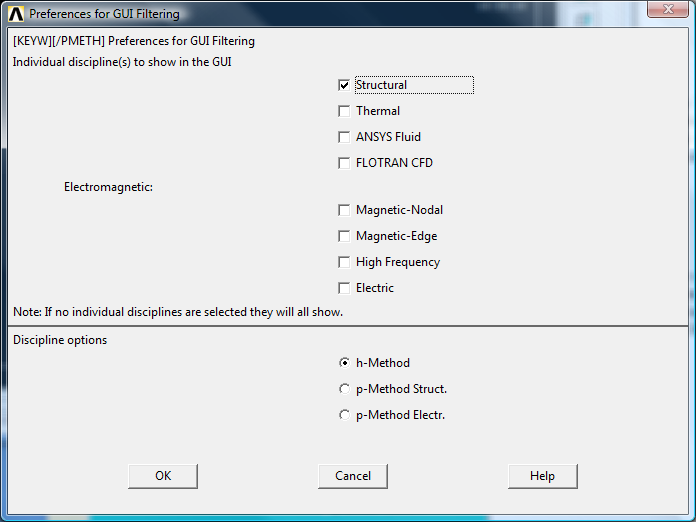 Preferences for GUI Filtering
[KEYW][/PMETH] Preferences for GUI Filtering
Individual discipline(s) to show in the GUI
Structural
Thermal
ANSYS Fluid
FLOTRAN CFD
Electromagnetic:
Magnetic-Nodal
Magnetic-Edge
High Frequency
Electric
Note: If no individual disciplines are selected they will all show.
Discipline options
h-Method
p-Method Struct.
p-Method Electr.
OK Cancel Help